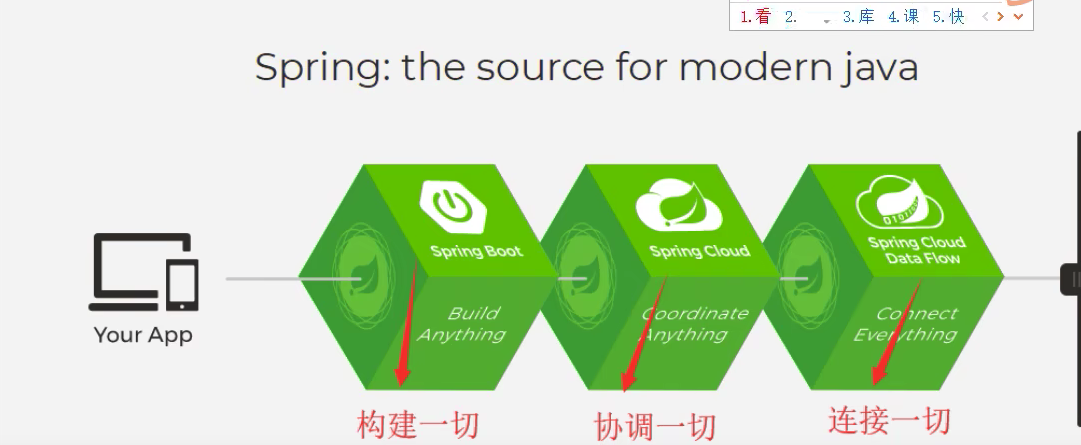 1.看 2. 3.库 4.课 5.快
Spring: the source for modern java
Spring Boot
Spring Cloud
Spring Cloud
Data Flow
Your App
Build
Anything
Coordinate
Anything
Connect
Everything
构建一切
协调一切
连接一切